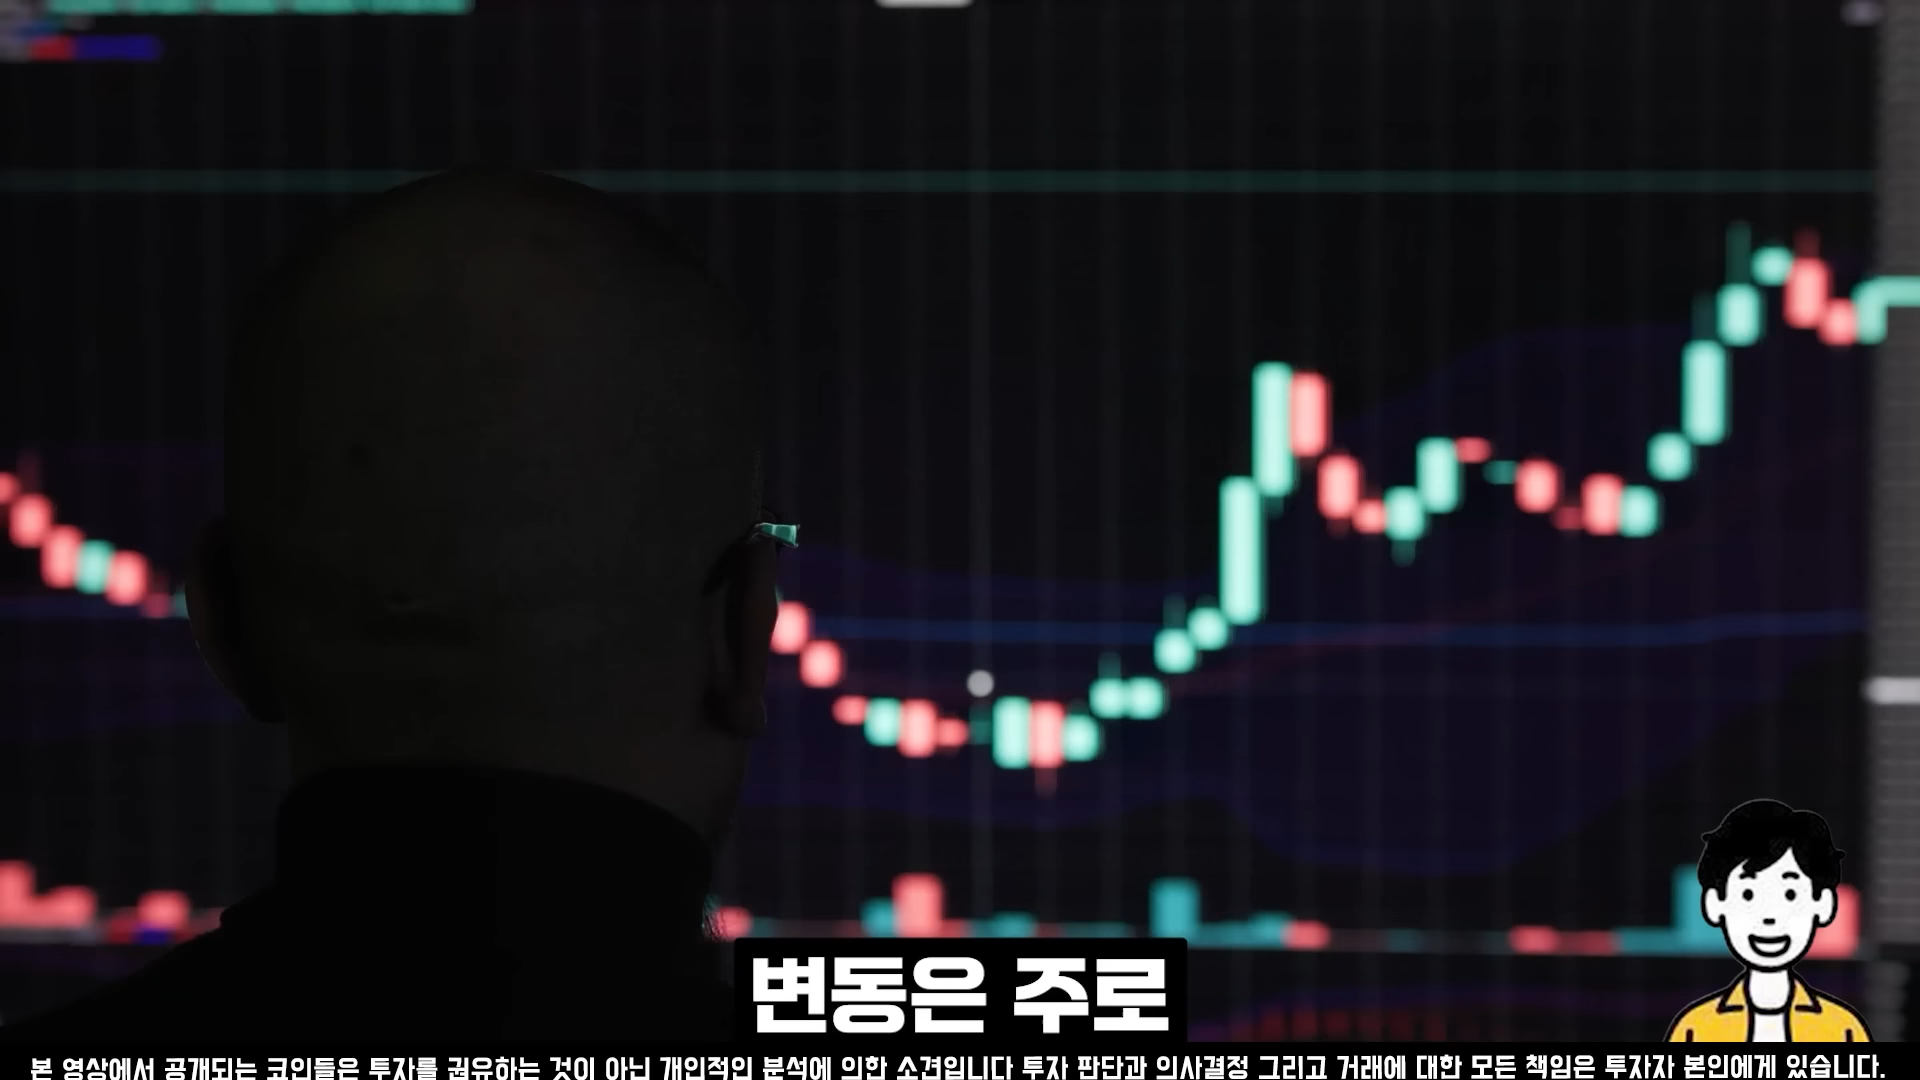 변동은 주로
본 영상에서 공개되는 코인들은 투자를 권유하는 것이 아닌 개인적인 분석에 의한 소견입니다 투자 판단과 의사결정 그리고 거래에 대한 모든 책임은 투자자 본인에게 있습니다.